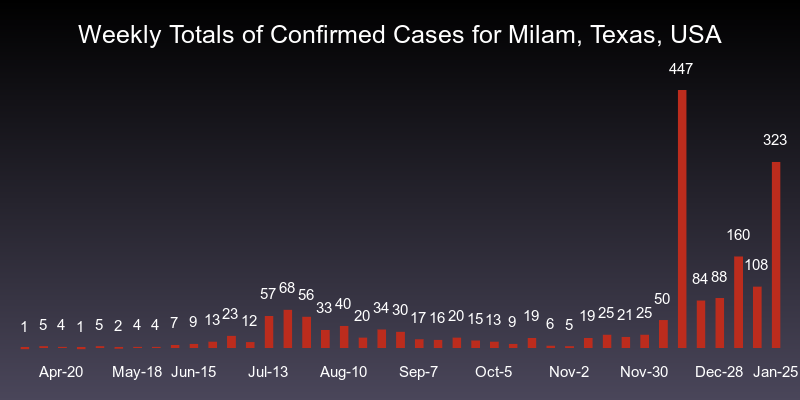 Weekly Totals of Confirmed Cases for Milam, Texas, USA
447
323
160
108
84 88
57 68 56
33 40
20
34 30
17 16 20 15 13 9 19 6 5 19 25 21 25 50
1 5 4 1 5 2 4 4 7 9 13 23 12
Apr-20 May-18 Jun-15 Jul-13 Aug-10 Sep-7 Oct-5 Nov-2 Nov-30 Dec-28 Jan-25